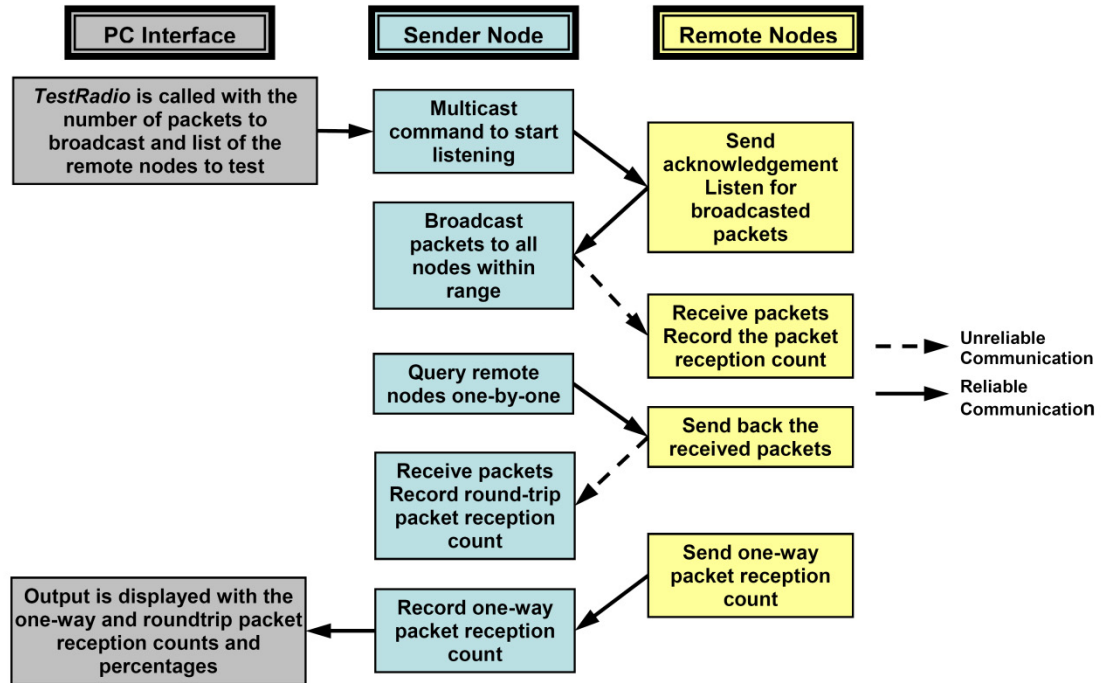 PC Interface
Sender Node
Remote Nodes
TestRadio is called with the
number of packets to
broadcast and list of the
remote nodes to test
Multicast
command to start
listening
Send
acknowledgement
Listen for
broadcasted
packets
Broadcast
packets to all
nodes within
range
Receive packets
Record the packet
reception count
Unreliable
Communication
Reliable
Communication
Query remote
nodes one-by-one
Send back the
received packets
Receive packets
Record round-trip
packet reception
count
Send one-way
packet reception
count
Record one-way
packet reception
count
Output is displayed with the
one-way and roundtrip packet
reception counts and
percentages